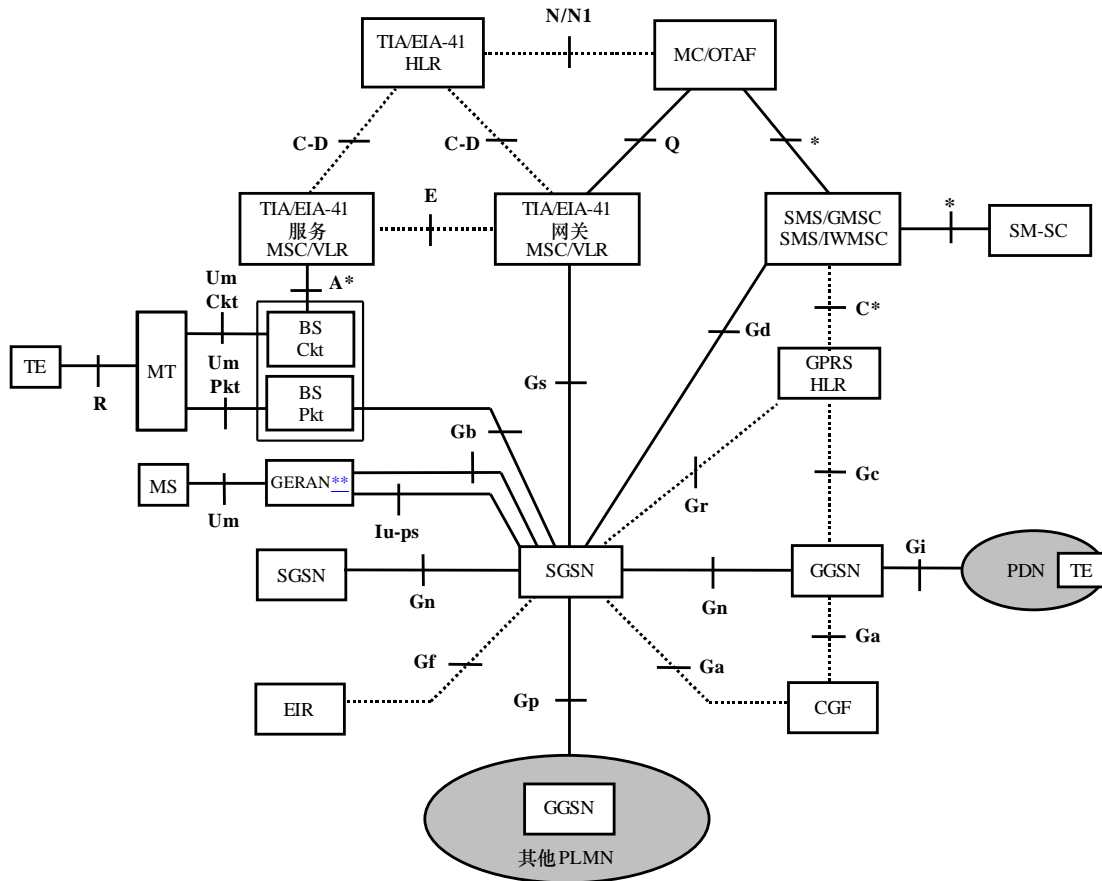 N/N1
TIA/EIA-41
HLR
MC/OTAF
C-D
C-D
Q
*
TIA/EIA-41
服务
MSC/VLR
E
TIA/EIA-41
网关
MSC/VLR
SMS/GMSC
SMS/IWMSC
*
SM-SC
Um
Ckt
A*
C*
BS
Ckt
Gd
TE
R
MT
Um
Pkt
GPRS
HLR
Gs
BS
Pkt
Gb
MS
Um
GERAN**
Iu-ps
Gr
Gc
SGSN
Gn
SGSN
Gn
GGSN
Gi
PDN
TE
Gf
Ga
Ga
EIR
Gp
CGF
GGSN
其他PLMN